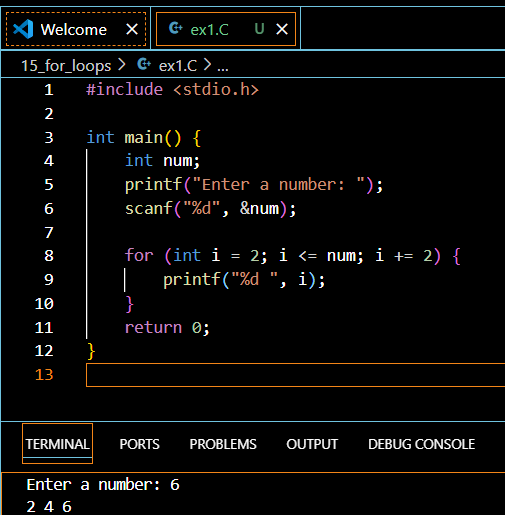 Welcome ex1.C U
15_for_loops > ex1.C > ...
1 #include <stdio.h>
2
3 int main() {
4     int num;
5     printf("Enter a number: ");
6     scanf("%d", &num);
7
8     for (int i = 2; i <= num; i += 2) {
9         printf("%d ", i);
10     }
11     return 0;
12 }
13
TERMINAL PORTS PROBLEMS OUTPUT DEBUG CONSOLE
Enter a number: 6
2 4 6